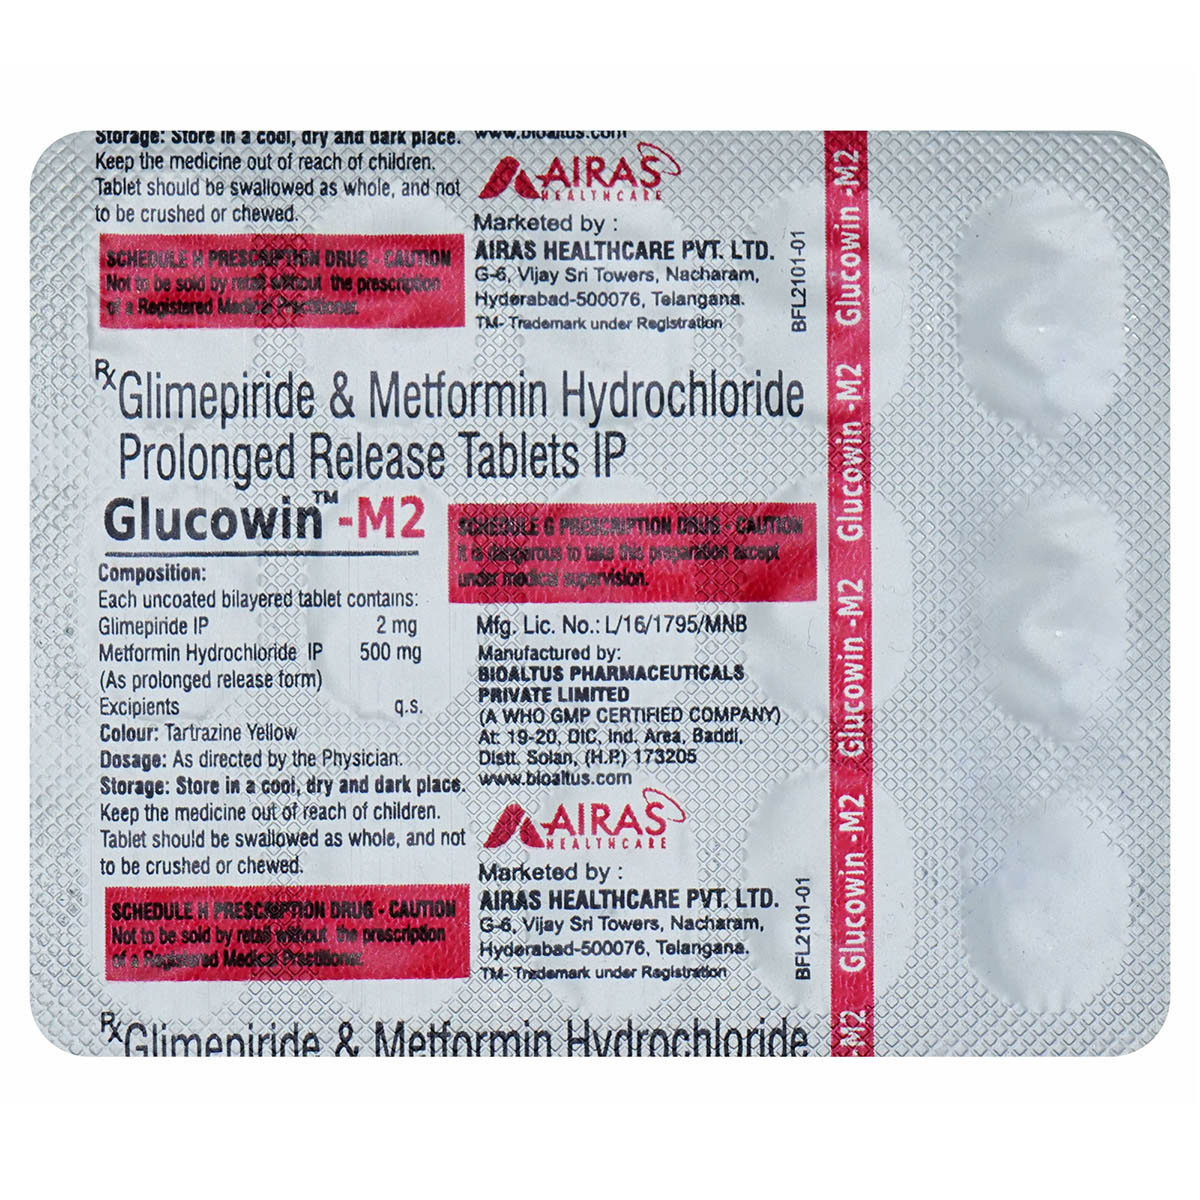 Storage: Store in a cool, dry and dark place.
Keep the medicine out of reach of children.
Tablet should be swallowed as whole, and not
to be crushed or chewed.
SCHEDULE H PRESCRIPTION DRUG - CAUTION
Not to be sold by retail without the prescription
of a Registered Medical Practitioner.
www.bioaltus.com
AIRAS
HEALTHCARE
Marketed by :
AIRAS HEALTHCARE PVT. LTD.
G-6, Vijay Sri Towers, Nacharam,
Hyderabad-500076, Telangana.
TM- Trademark under Registration
BFL2101-01
Rx Glimepiride & Metformin Hydrochloride
Prolonged Release Tablets IP
Glucowin™-M2
Composition:
Each uncoated bilayered tablet contains:
Glimepiride IP 2 mg
Metformin Hydrochloride IP 500 mg
(As prolonged release form)
Excipients q.s.
Colour: Tartrazine Yellow
Dosage: As directed by the Physician.
Storage: Store in a cool, dry and dark place.
Keep the medicine out of reach of children.
Tablet should be swallowed as whole, and not
to be crushed or chewed.
SCHEDULE H PRESCRIPTION DRUG - CAUTION
Not to be sold by retail without the prescription
of a Registered Medical Practitioner.
SCHEDULE G PRESCRIPTION DRUG - CAUTION
It is dangerous to take this preparation except
under medical supervision.
Mfg. Lic. No.: L/16/1795/MNB
Manufactured by:
BIOALTUS PHARMACEUTICALS
PRIVATE LIMITED
(A WHO GMP CERTIFIED COMPANY)
At: 19-20, DIC, Ind. Area, Baddi,
Distt. Solan, (H.P.) 173205
www.bioaltus.com
AIRAS
HEALTHCARE
Marketed by :
AIRAS HEALTHCARE PVT. LTD.
G-6, Vijay Sri Towers, Nacharam,
Hyderabad-500076, Telangana.
TM- Trademark under Registration
BFL2101-01
Rx Glimepiride & Metformin Hydrochloride
Glucowin -M2
Glucowin -M2
Glucowin -M2
Glucowin -M2
-M2